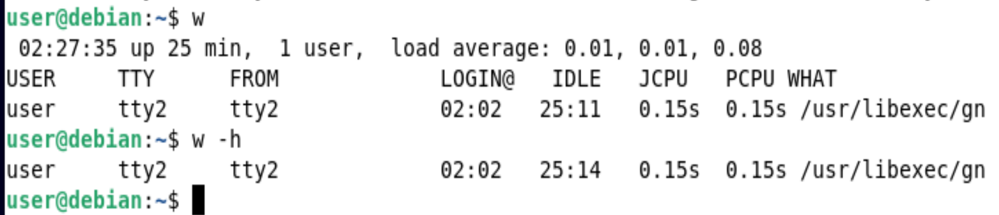 user@debian:~$ w
 02:27:35 up 25 min,  1 user,  load average: 0.01, 0.01, 0.08
USER     TTY      FROM             LOGIN@   IDLE   JCPU   PCPU WHAT
user     tty2     tty2             02:02   25:11   0.15s  0.15s /usr/libexec/gn
user@debian:~$ w -h
user     tty2     tty2             02:02   25:14   0.15s  0.15s /usr/libexec/gn
user@debian:~$